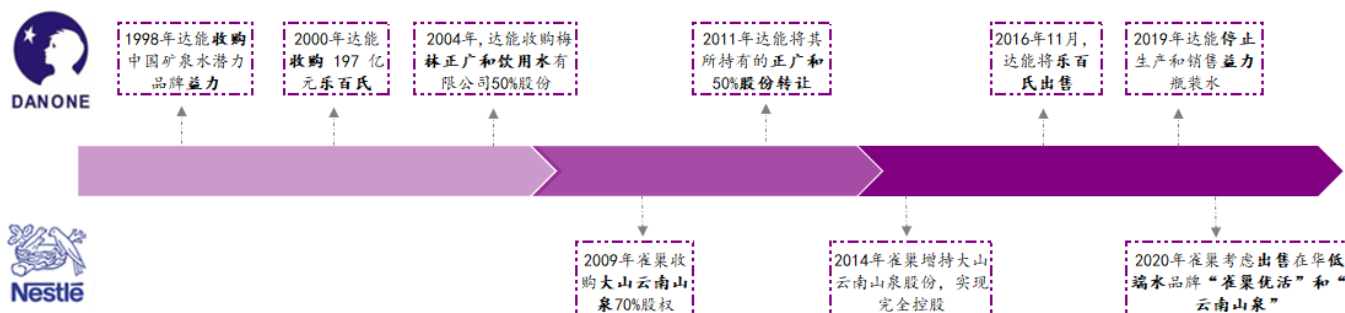 1998年达能收购
中国矿泉水潜力
品牌益力
2000年达能
收购 197 亿
元乐百氏
2004年,达能收购梅
林正广和饮用水有
限公司50%股份
2011年达能将其
所持有的正广和
50%股份转让
2016年11月,
达能将乐百
氏出售
2019年达能停止
生产和销售益力
瓶装水
DANONE
Nestlé
2009年雀巢收
购大山云南山
泉70%股权
2014年雀巢增持大山
云南山泉股份，实现
完全控股
2020年雀巢考虑出售在华低
端水品牌“雀巢优活”和“
云南山泉”